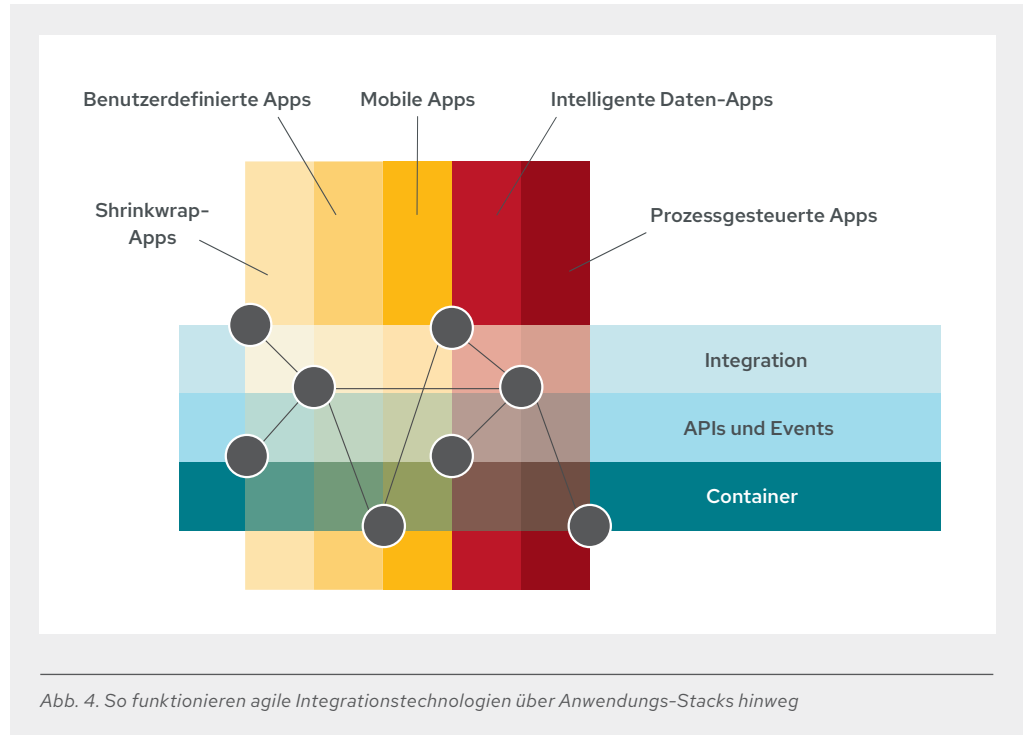 Benutzerdefinierte Apps
Mobile Apps
Intelligente Daten-Apps
Shrinkwrap-
Apps
Prozessgesteuerte Apps
Integration
APIs und Events
Container
Abb. 4. So funktionieren agile Integrationstechnologien über Anwendungs-Stacks hinweg